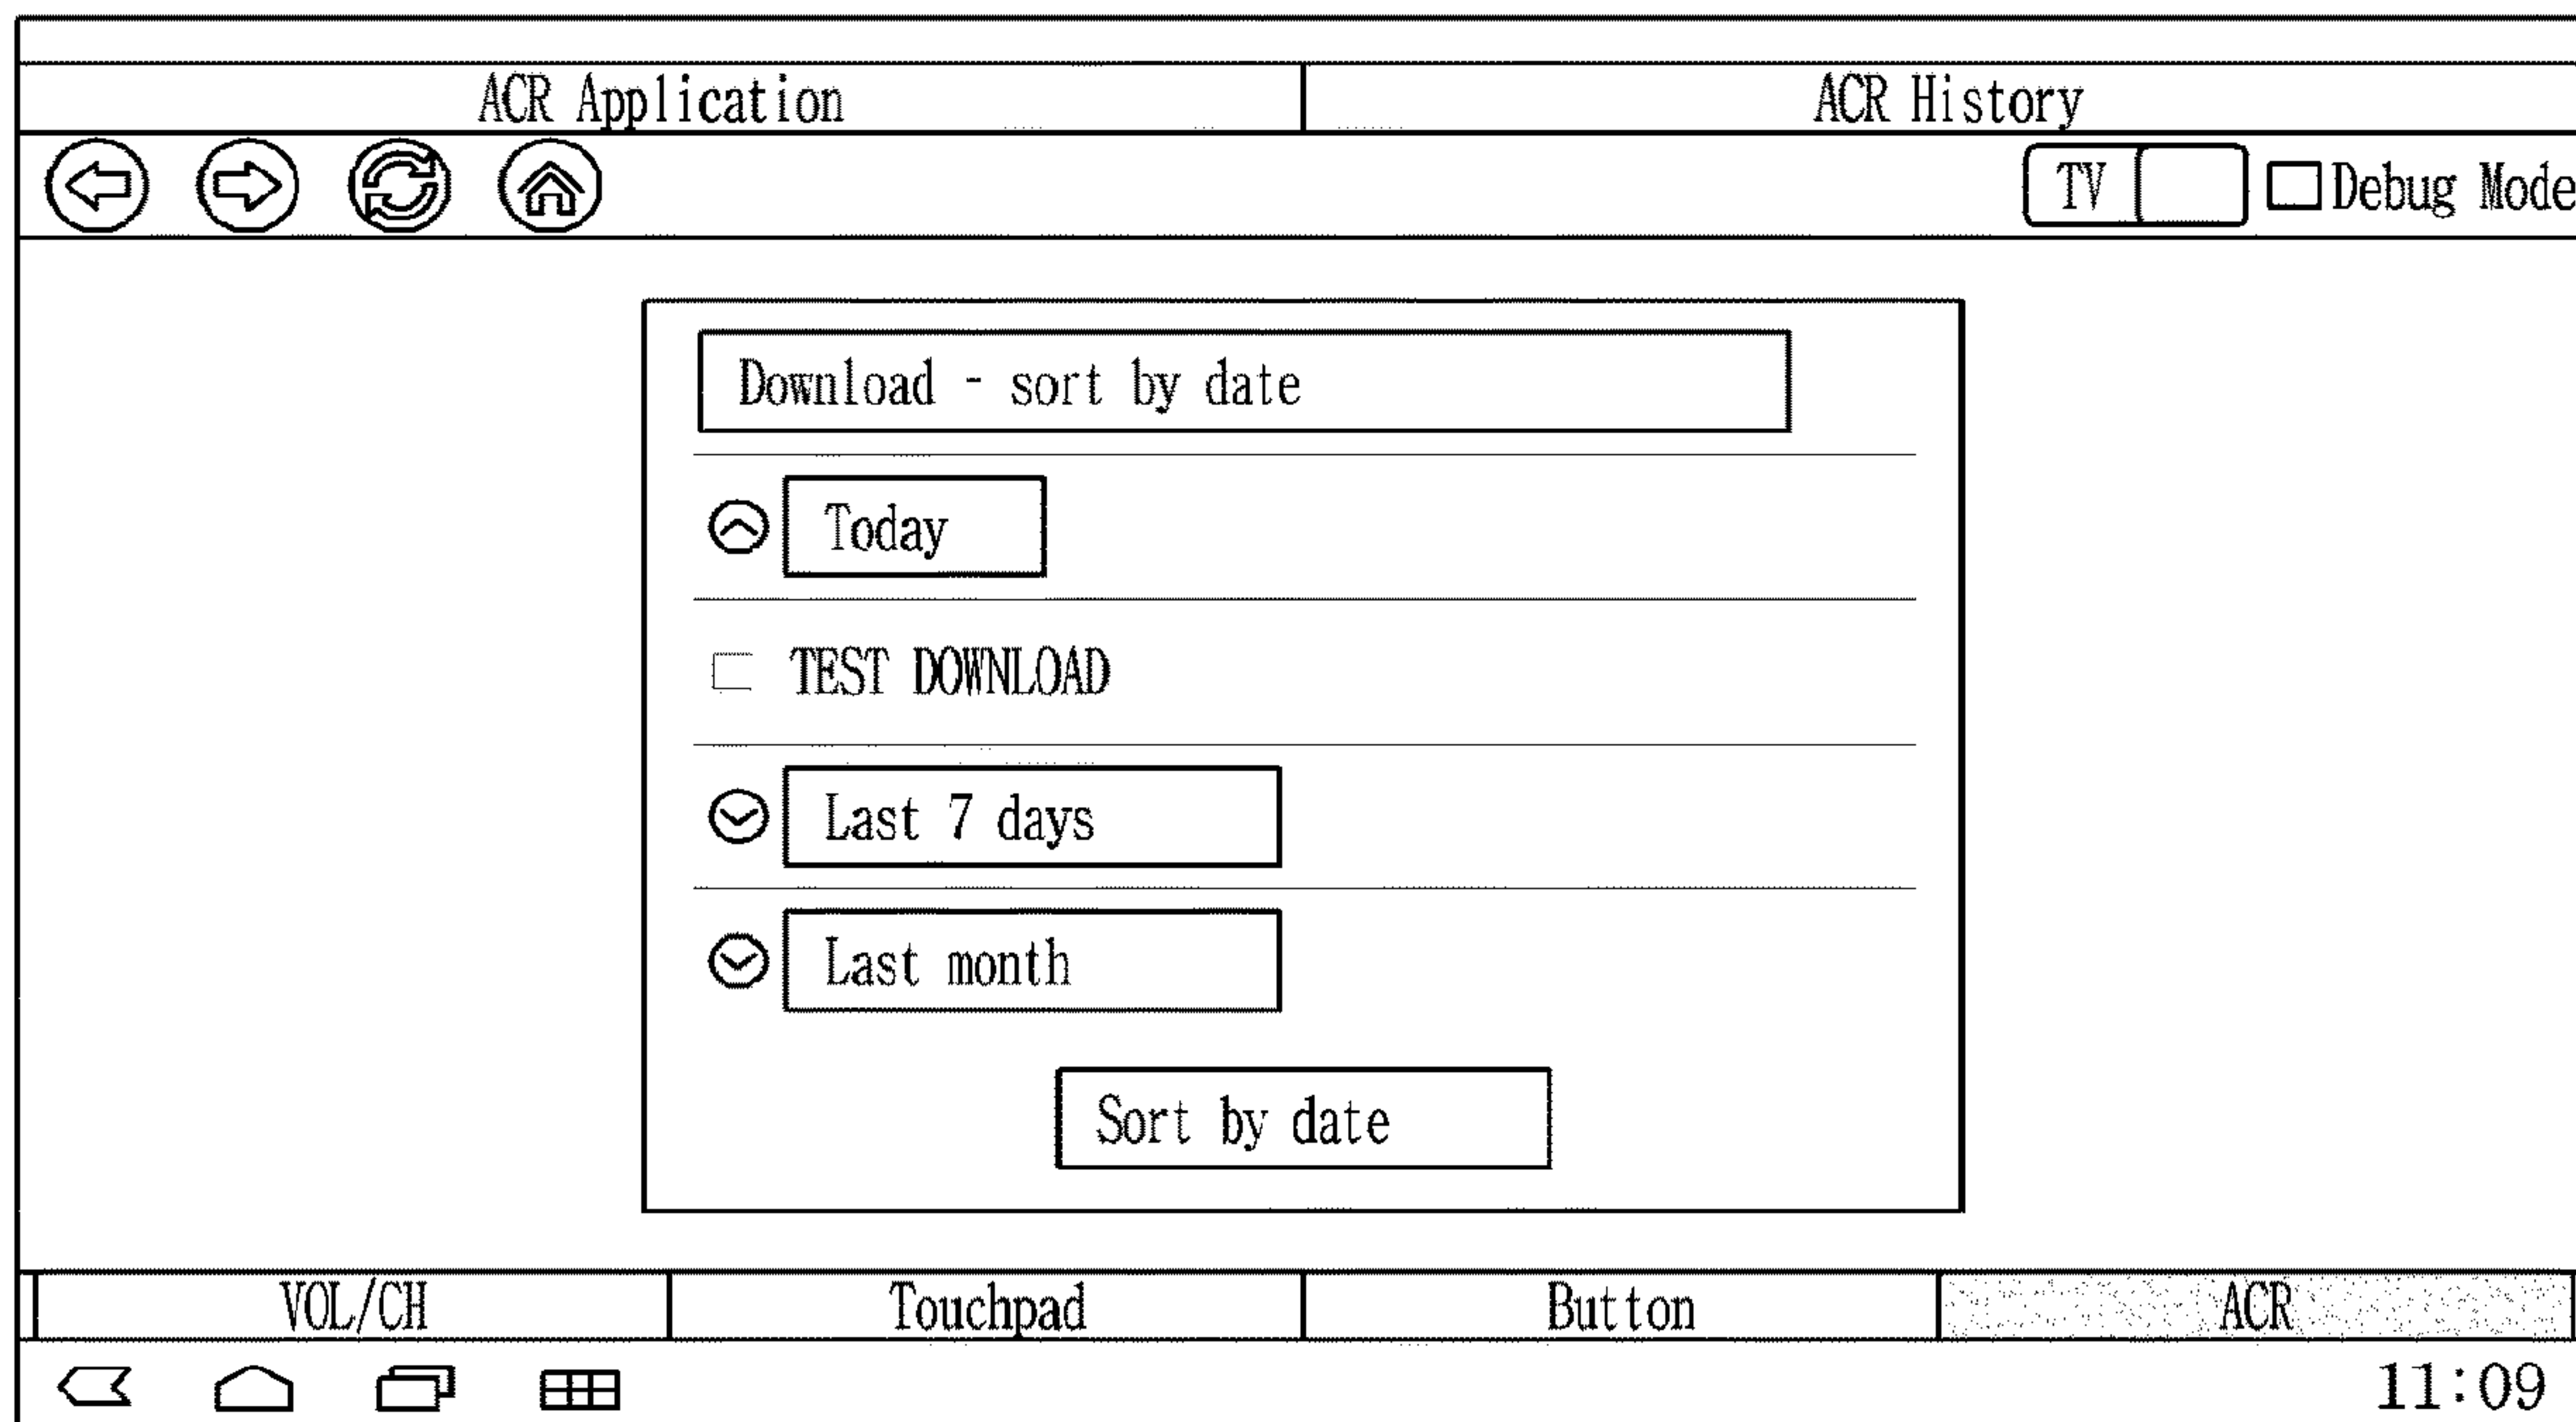 ACR Application
ACR History
TV
Debug Mode
Download - sort by date
Today
TEST DOWNLOAD
Last 7 days
Last month
Sort by date
VOL/CH
Touchpad
Button
ACR
11:09